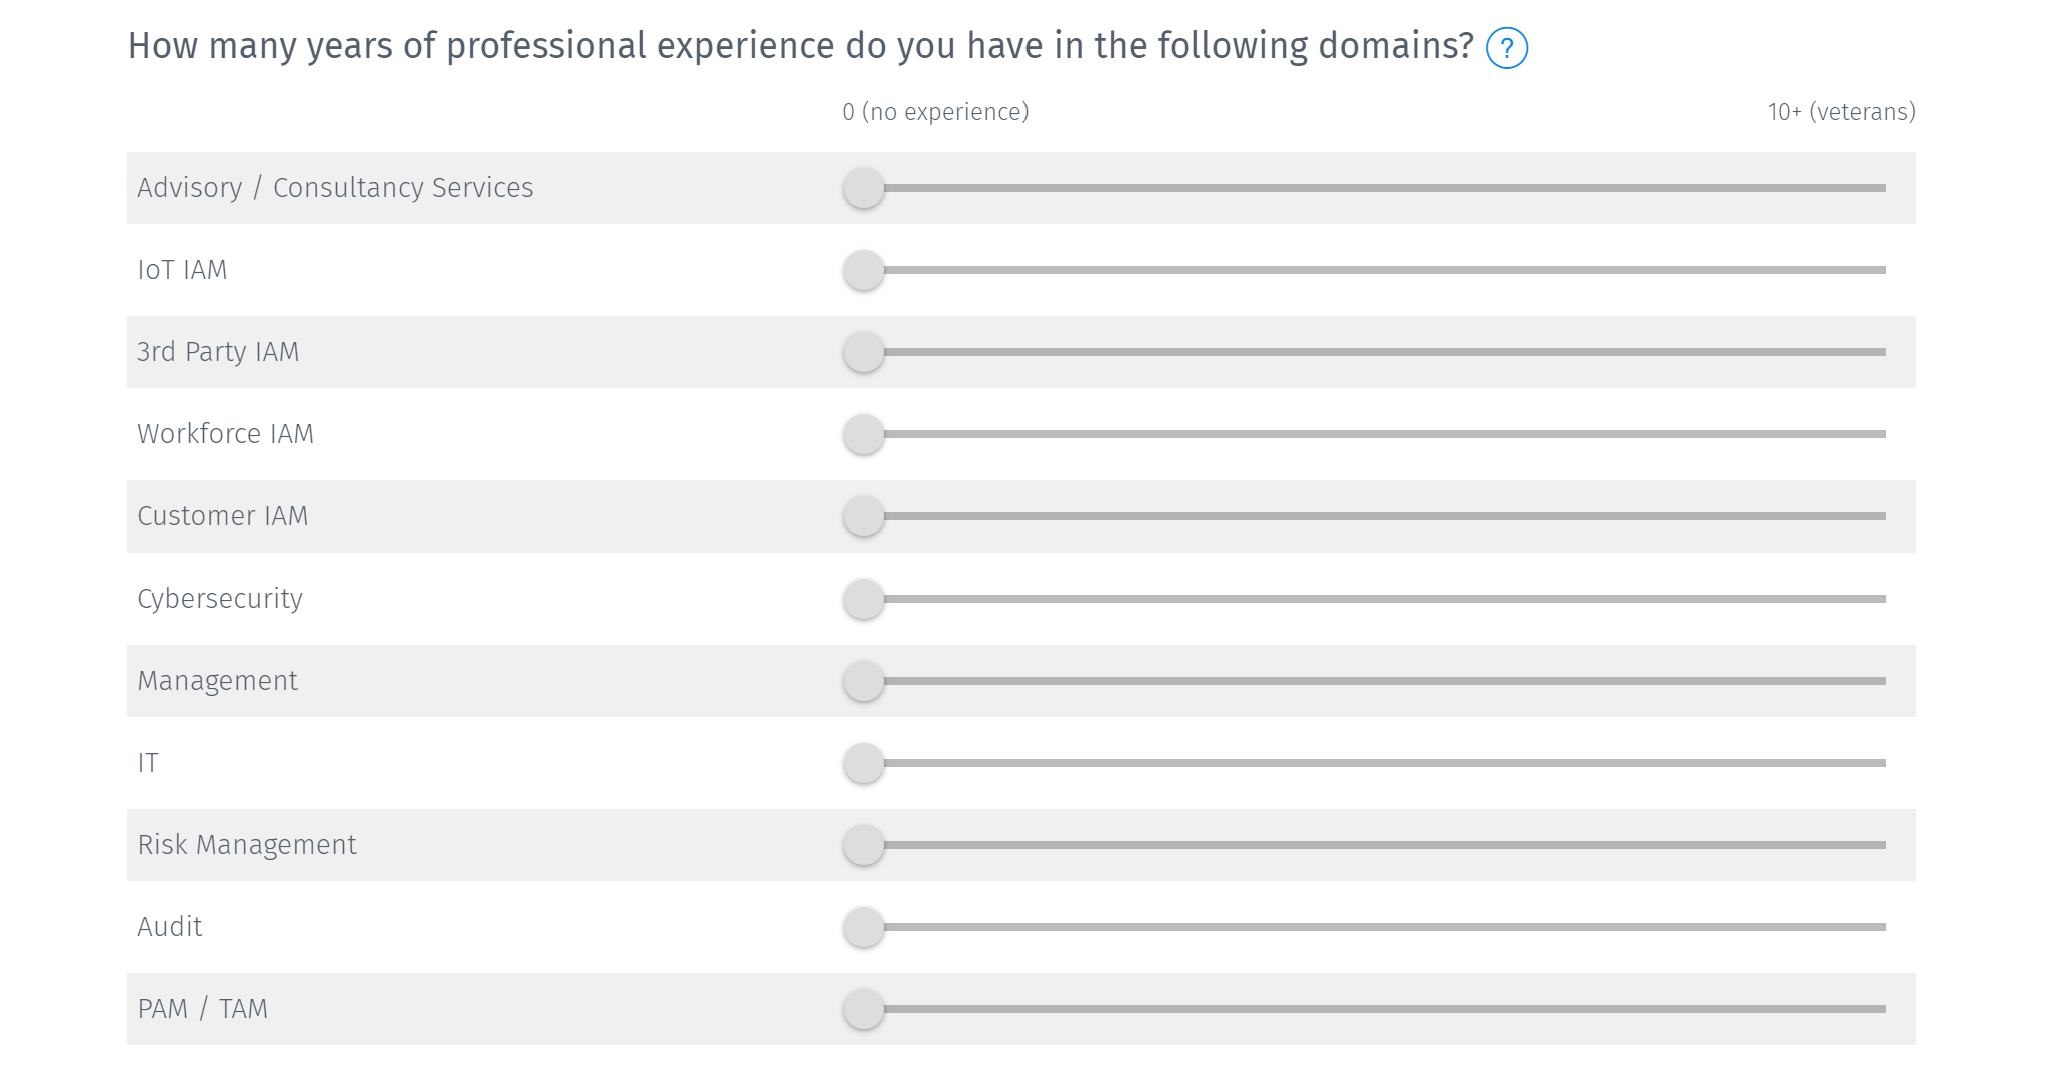 How many years of professional experience do you have in the following domains? ?
0 (no experience) 10+ (veterans)
Advisory / Consultancy Services
IoT IAM
3rd Party IAM
Workforce IAM
Customer IAM
Cybersecurity
Management
IT
Risk Management
Audit
PAM / TAM